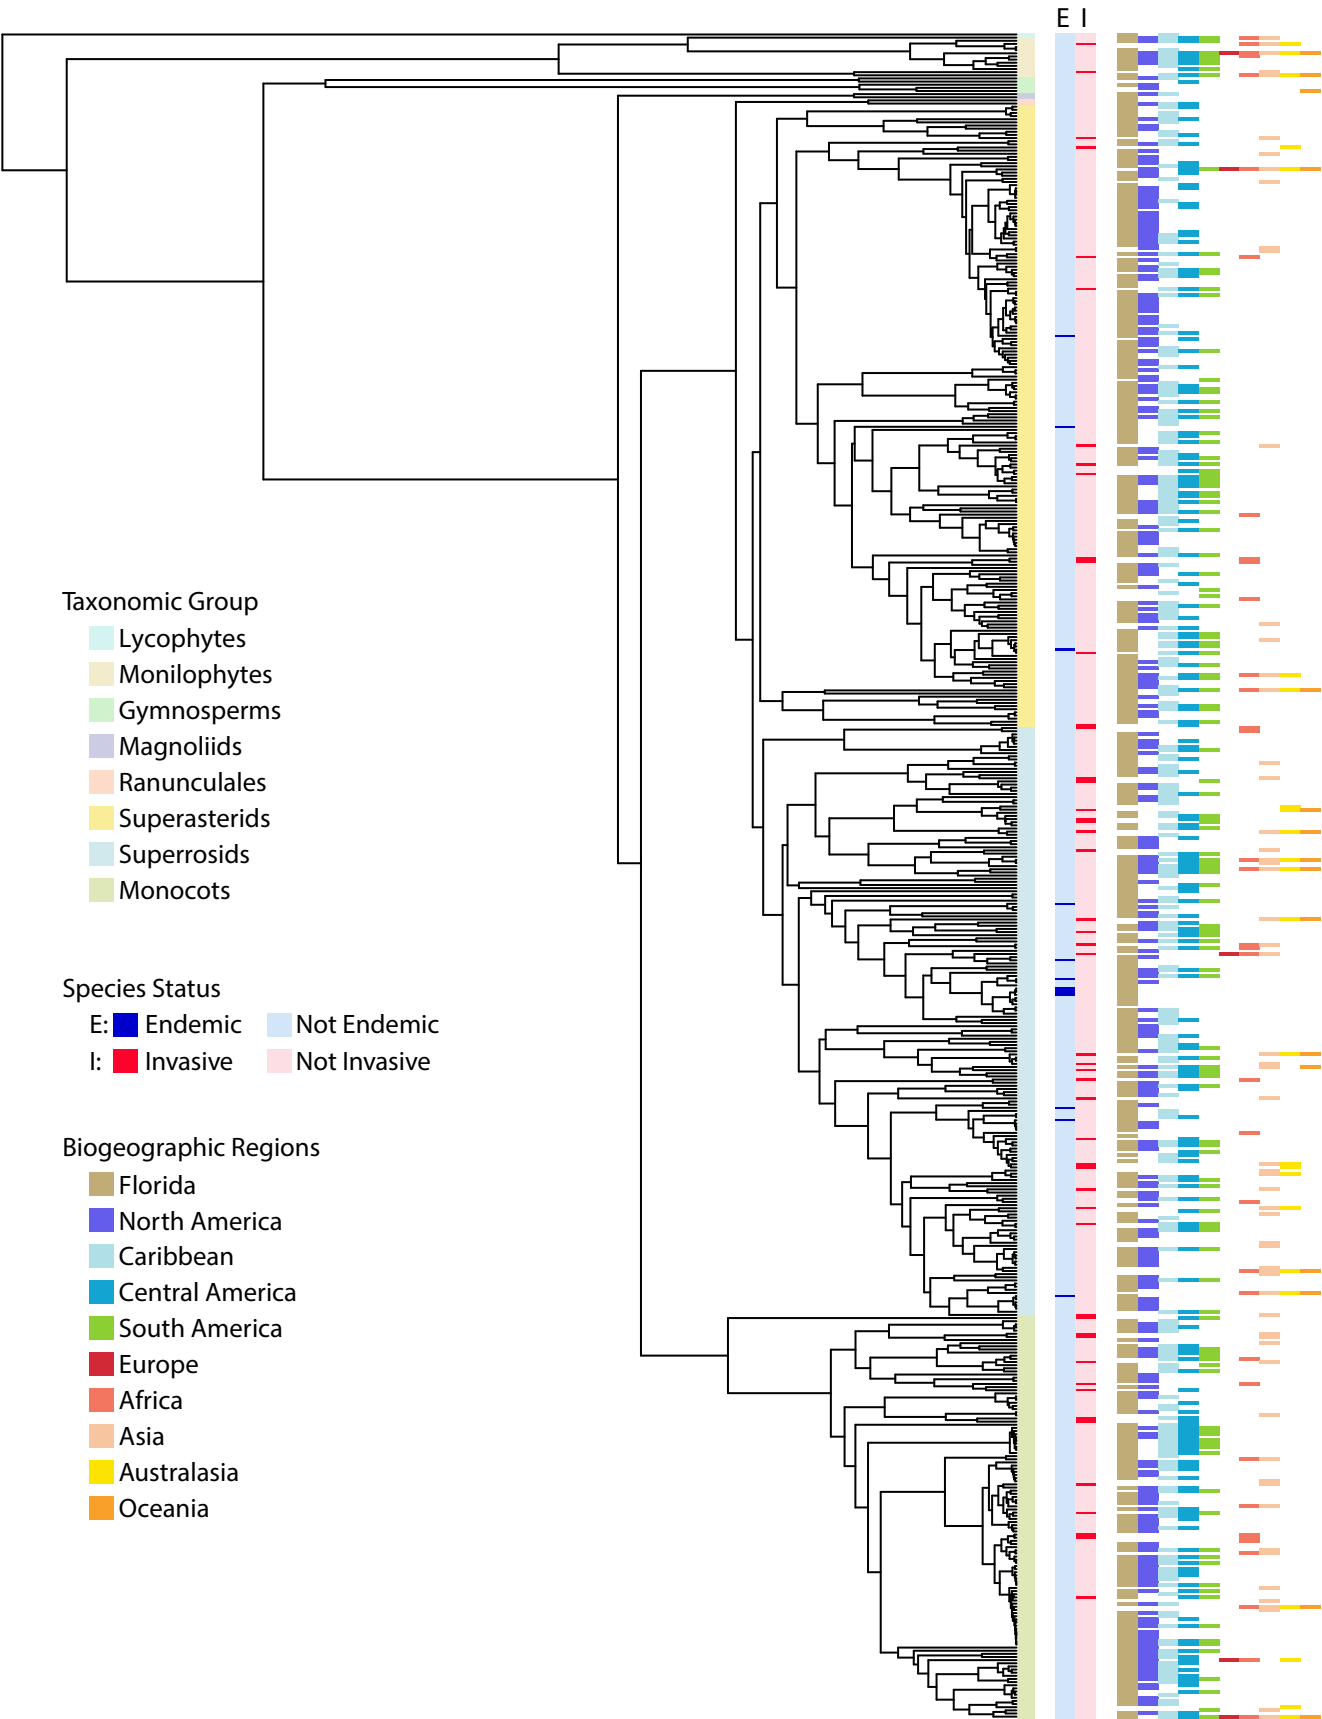 E I
Taxonomic Group
Lycophytes
Monilophytes
Gymnosperms
Magnoliids
Ranunculales
Superasterids
Superrosids
Monocots
Species Status
E: Endemic Not Endemic
I: Invasive Not Invasive
Biogeographic Regions
Florida
North America
Caribbean
Central America
South America
Europe
Africa
Asia
Australasia
Oceania